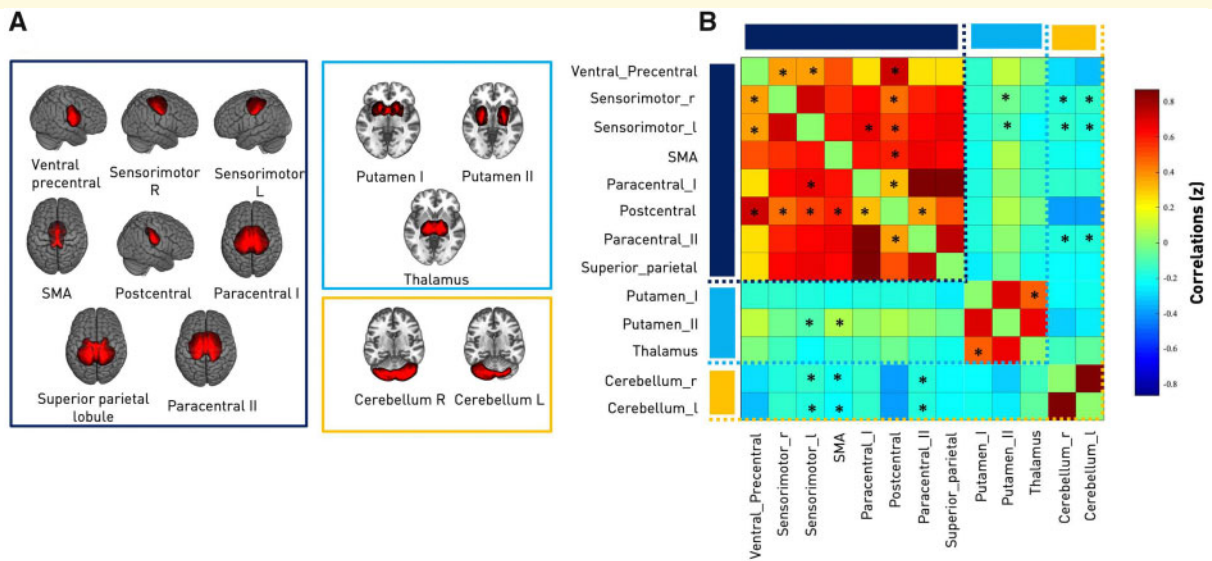 A
Ventral
precentral
Sensorimotor
R
Sensorimotor
L
SMA
Postcentral
Paracentral I
Superior parietal
lobule
Paracentral II
Putamen I
Putamen II
Thalamus
Cerebellum R
Cerebellum L
B
Ventral_Precentral
Sensorimotor_r
Sensorimotor_l
SMA
Paracentral_I
Postcentral
Paracentral_II
Superior_parietal
Putamen_I
Putamen_II
Thalamus
Cerebellum_r
Cerebellum_l
Ventral_Precentral
Sensorimotor_r
Sensorimotor_l
SMA
Paracentral_I
Postcentral
Paracentral_II
Superior_parietal
Putamen_I
Putamen_II
Thalamus
Cerebellum_r
Cerebellum_l
0.8
0.6
0.4
0.2
0
-0.2
-0.4
-0.6
-0.8
Correlations (z)